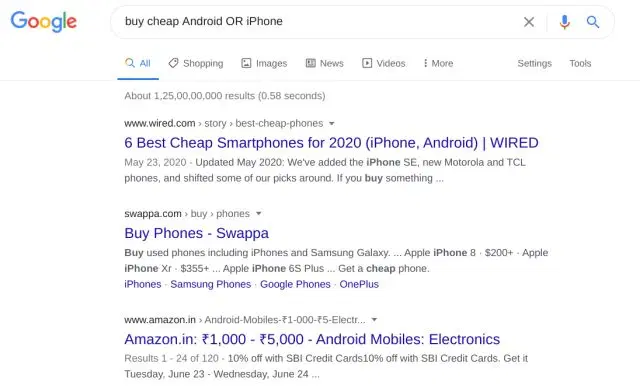 Google
buy cheap Android OR iPhone
All Shopping Images News Videos More Settings Tools
About 1,25,00,00,000 results (0.58 seconds)
www.wired.com › story › best-cheap-phones
6 Best Cheap Smartphones for 2020 (iPhone, Android) | WIRED
May 23, 2020 · Updated May 2020: We've added the iPhone SE, new Motorola and TCL
phones, and shifted some of our picks around. If you buy something ...
swappa.com › buy › phones
Buy Phones - Swappa
Buy used phones including iPhones and Samsung Galaxy. ... Apple iPhone 8 · $200+ · Apple
iPhone Xr · $355+ ... Apple iPhone 6S Plus ... Get a cheap phone.
iPhones · Samsung Phones · Google Phones · OnePlus
www.amazon.in › Android-Mobiles-₹1-000-₹5-Electr...
Amazon.in: ₹1,000 - ₹5,000 - Android Mobiles: Electronics
Results 1 - 24 of 120 · 10% off with SBI Credit Cards10% off with SBI Credit Cards. Get it
Tuesday, June 23 - Wednesday, June 24 ...